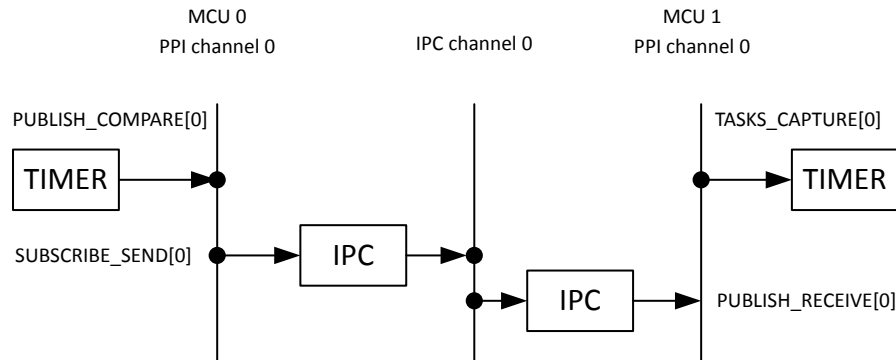 MCU 0
PPI channel 0
IPC channel 0
MCU 1
PPI channel 0
PUBLISH_COMPARE[0]
TASKS_CAPTURE[0]
TIMER
TIMER
SUBSCRIBE_SEND[0]
IPC
IPC
PUBLISH_RECEIVE[0]